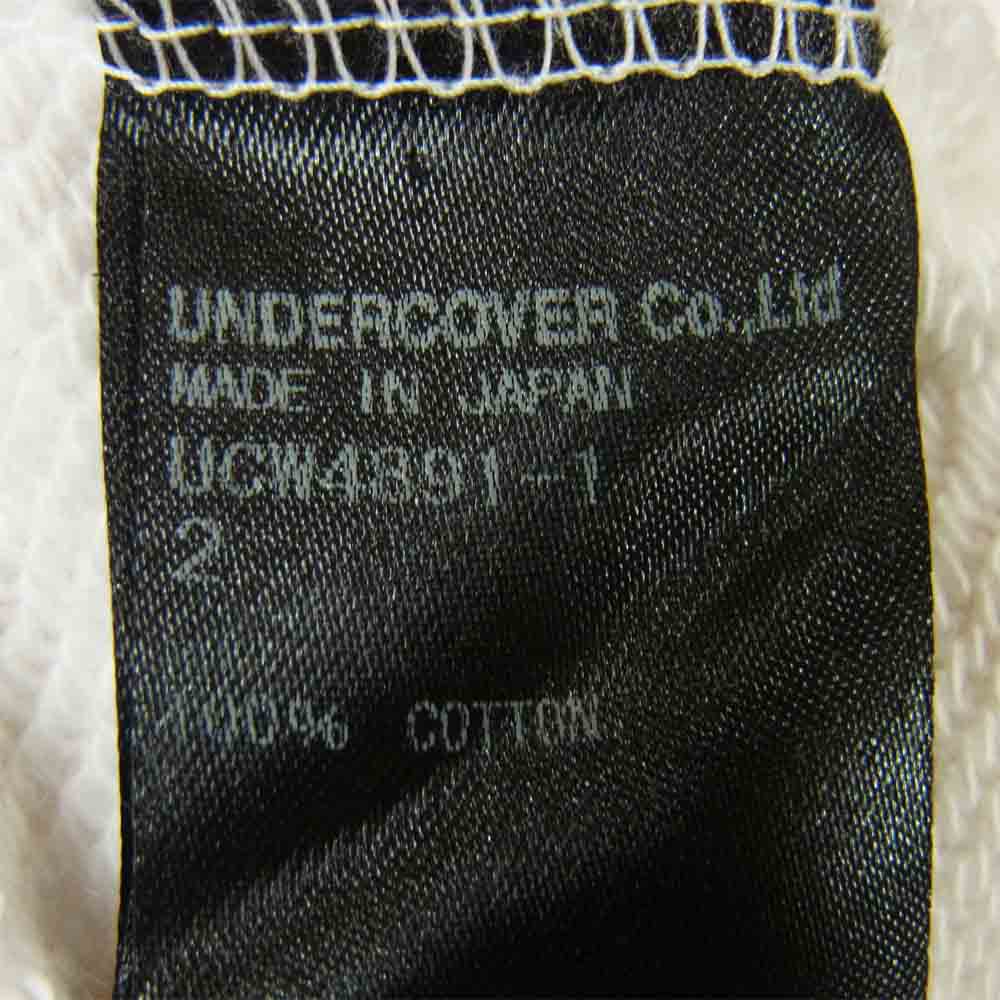 UNDERCOVER Co.,Ltd
MADE IN JAPAN
UCW4891-1
2
100% COTTON